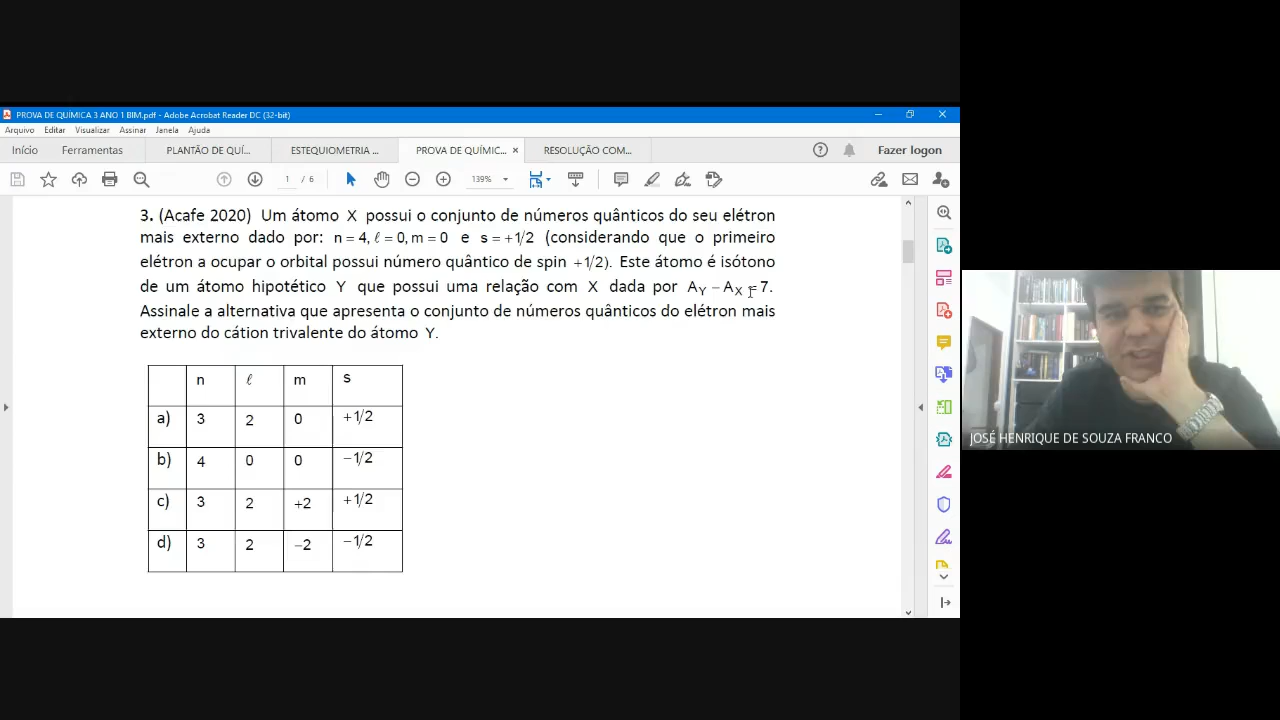 PROVA DE QUÍMICA 3 ANO 1 BIM.pdf - Adobe Acrobat Reader DC (32-bit)
Arquivo Editar Visualizar Assinar Janela Ajuda
Início Ferramentas PLANTÃO DE QUÍ... ESTEQUIOMETRIA ... PROVA DE QUÍMIC... × RESOLUÇÃO COM... Fazer logon
1 / 6 139%
3. (Acafe 2020) Um átomo X possui o conjunto de números quânticos do seu elétron
mais externo dado por: n = 4, ℓ = 0, m = 0 e s = +1/2 (considerando que o primeiro
elétron a ocupar o orbital possui número quântico de spin +1/2). Este átomo é isótono
de um átomo hipotético Y que possui uma relação com X dada por A_Y − A_X = 7.
Assinale a alternativa que apresenta o conjunto de números quânticos do elétron mais
externo do cátion trivalente do átomo Y.
n ℓ m s
a) 3 2 0 +1/2
b) 4 0 0 −1/2
c) 3 2 +2 +1/2
d) 3 2 −2 −1/2
JOSÉ HENRIQUE DE SOUZA FRANCO